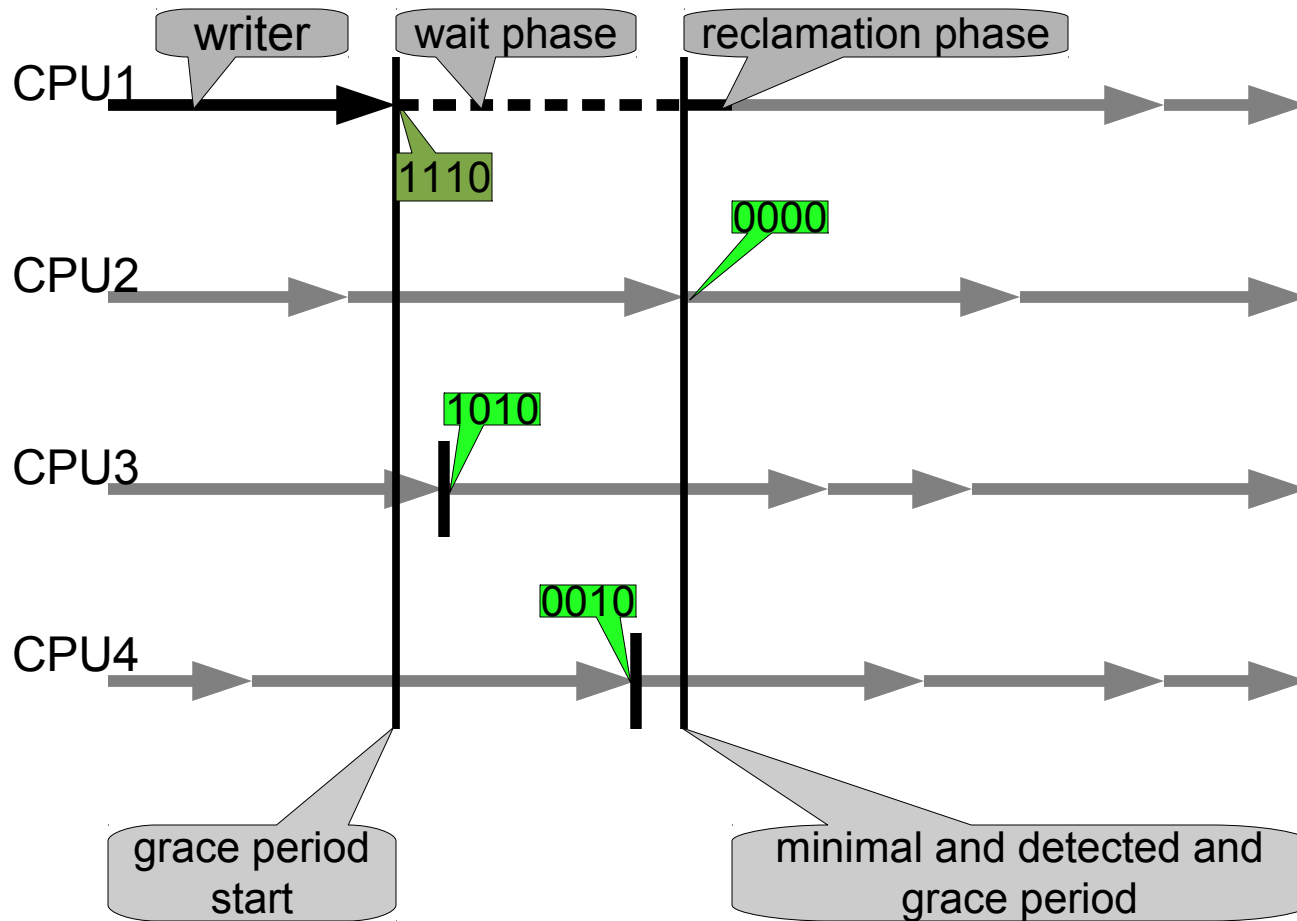 writer
wait phase
reclamation phase
CPU1
1110
0000
CPU2
1010
CPU3
0010
CPU4
grace period
start
minimal and detected and
grace period